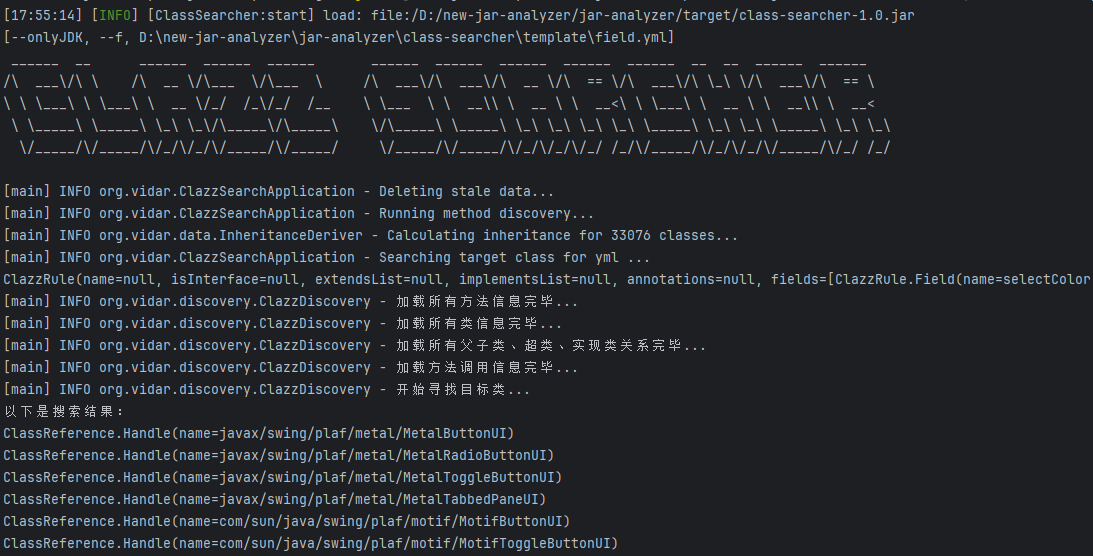 [17:55:14] [INFO] [ClassSearcher:start] load: file:/D:/new-jar-analyzer/jar-analyzer/target/class-searcher-1.0.jar
[--onlyJDK, --f, D:\new-jar-analyzer\jar-analyzer\class-searcher\template\field.yml]
[main] INFO org.vidar.ClazzSearchApplication - Deleting stale data...
[main] INFO org.vidar.ClazzSearchApplication - Running method discovery...
[main] INFO org.vidar.data.InheritanceDeriver - Calculating inheritance for 33076 classes...
[main] INFO org.vidar.ClazzSearchApplication - Searching target class for yml ...
ClazzRule(name=null, isInterface=null, extendsList=null, implementsList=null, annotations=null, fields=[ClazzRule.Field(name=selectColor
[main] INFO org.vidar.discovery.ClazzDiscovery - 加载所有方法信息完毕...
[main] INFO org.vidar.discovery.ClazzDiscovery - 加载所有类信息完毕...
[main] INFO org.vidar.discovery.ClazzDiscovery - 加载所有父子类、超类、实现类关系完毕...
[main] INFO org.vidar.discovery.ClazzDiscovery - 加载方法调用信息完毕...
[main] INFO org.vidar.discovery.ClazzDiscovery - 开始寻找目标类...
以下是搜索结果：
ClassReference.Handle(name=javax/swing/plaf/metal/MetalButtonUI)
ClassReference.Handle(name=javax/swing/plaf/metal/MetalRadioButtonUI)
ClassReference.Handle(name=javax/swing/plaf/metal/MetalToggleButtonUI)
ClassReference.Handle(name=javax/swing/plaf/metal/MetalTabbedPaneUI)
ClassReference.Handle(name=com/sun/java/swing/plaf/motif/MotifButtonUI)
ClassReference.Handle(name=com/sun/java/swing/plaf/motif/MotifToggleButtonUI)